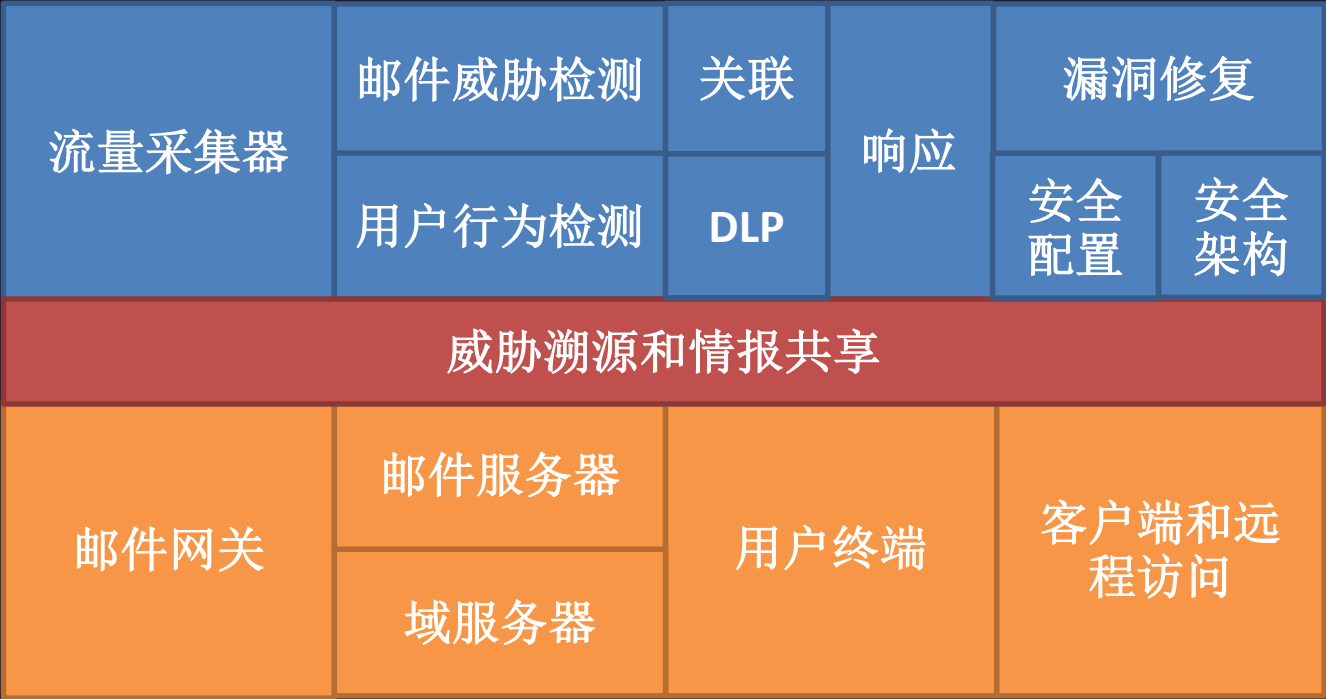 流量采集器
邮件威胁检测
关联
响应
漏洞修复
用户行为检测
DLP
安全
配置
安全
架构
威胁溯源和情报共享
邮件网关
邮件服务器
域服务器
用户终端
客户端和远
程访问